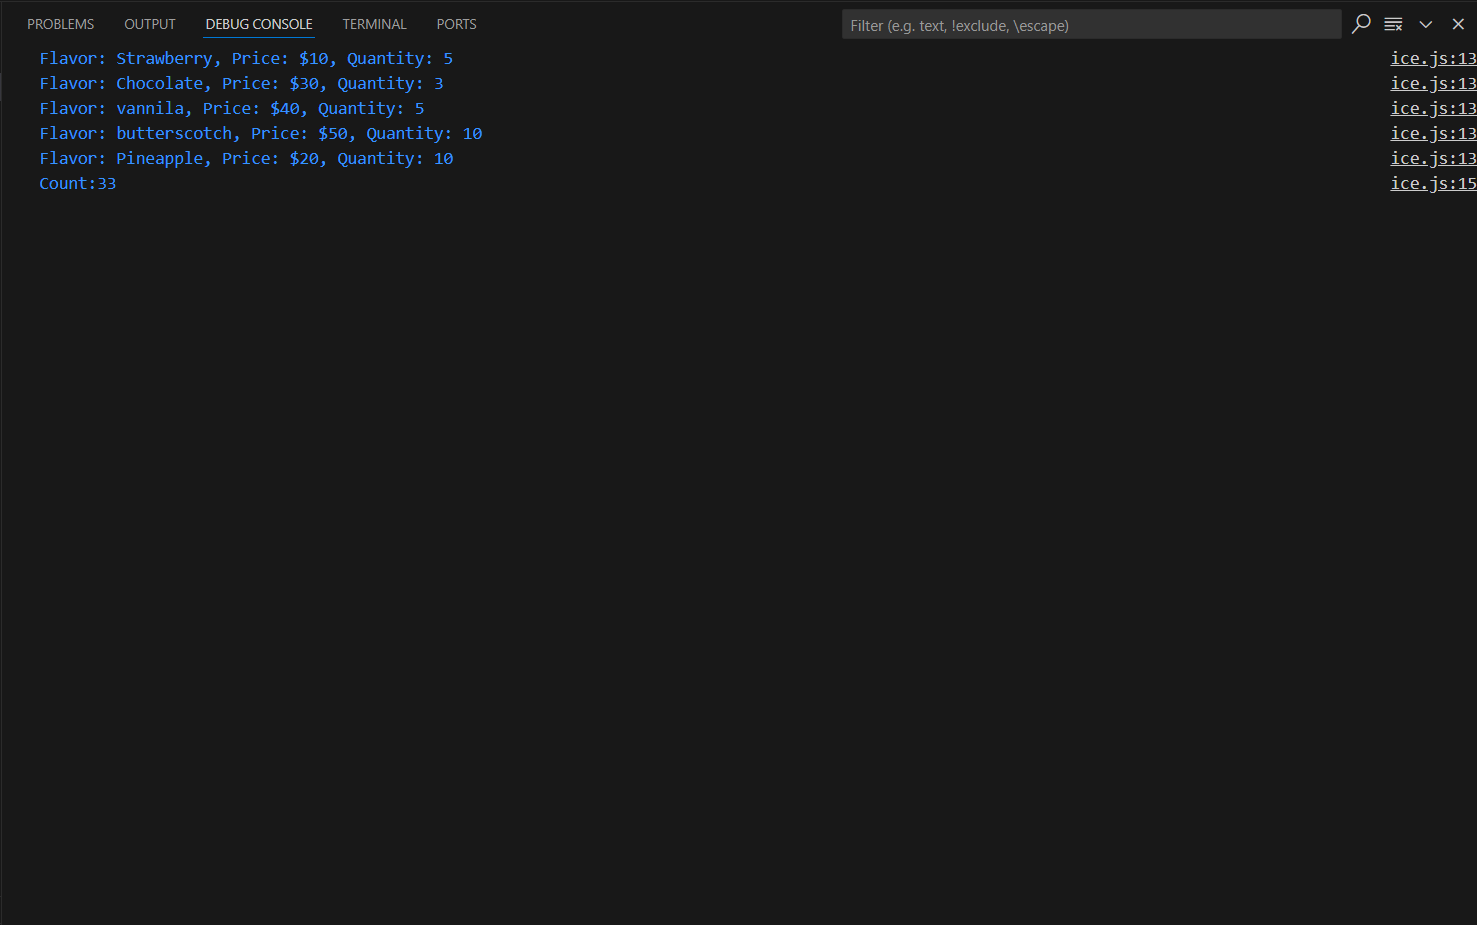 PROBLEMS OUTPUT DEBUG CONSOLE TERMINAL PORTS Filter (e.g. text, !exclude, \escape)
Flavor: Strawberry, Price: $10, Quantity: 5 ice.js:13
Flavor: Chocolate, Price: $30, Quantity: 3 ice.js:13
Flavor: vannila, Price: $40, Quantity: 5 ice.js:13
Flavor: butterscotch, Price: $50, Quantity: 10 ice.js:13
Flavor: Pineapple, Price: $20, Quantity: 10 ice.js:13
Count:33 ice.js:15